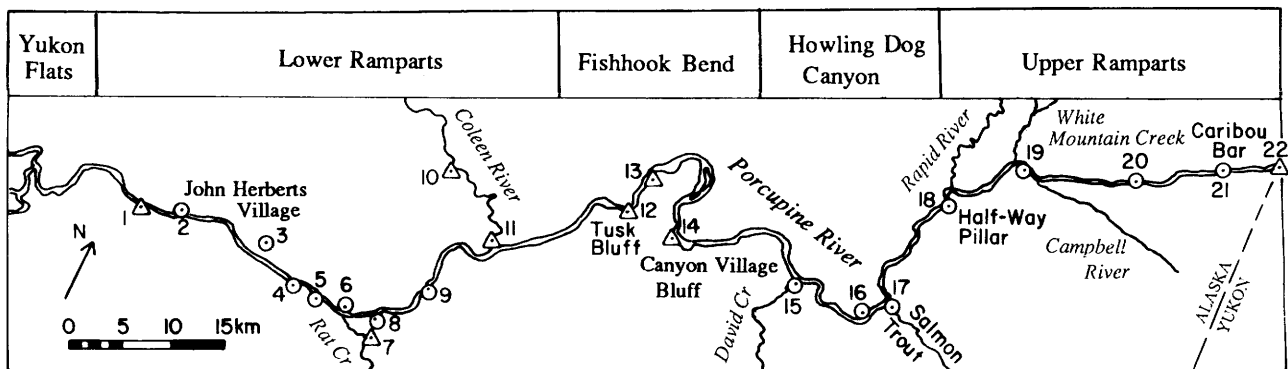 Yukon
Flats
Lower Ramparts
Fishhook Bend
Howling Dog
Canyon
Upper Ramparts
Coleen River
Rapid River
White
Mountain Creek
Caribou
Bar
22
John Herberts
Village
10
13
Porcupine River
19
20
21
1
2
3
11
12
Tusk
Bluff
14
18
Half-Way
Pillar
N
Canyon Village
Bluff
Campbell
River
4
5
6
9
15
16
17
Salmon
Trout
ALASKA
YUKON
0 5 10 15km
Rat Cr
8
7
David Cr